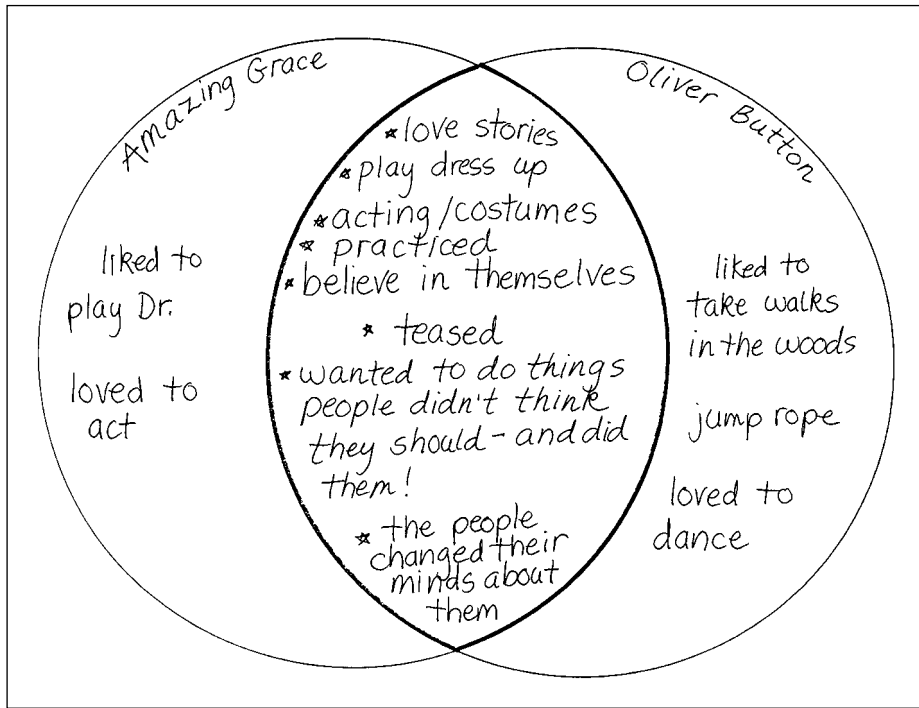 Amazing Grace
liked to
play Dr.
loved to
act
* love stories
* play dress up
* acting/costumes
* practiced
* believe in themselves
* teased
* wanted to do things
people didn't think
they should - and did
them!
* the people
changed their
minds about
them
Oliver Button
liked to
take walks
in the woods
jump rope
loved to
dance